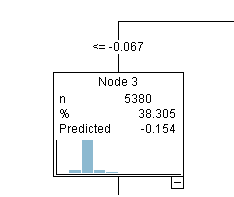 <= -0.067
Node 3
n 5380
% 38.305
Predicted -0.154